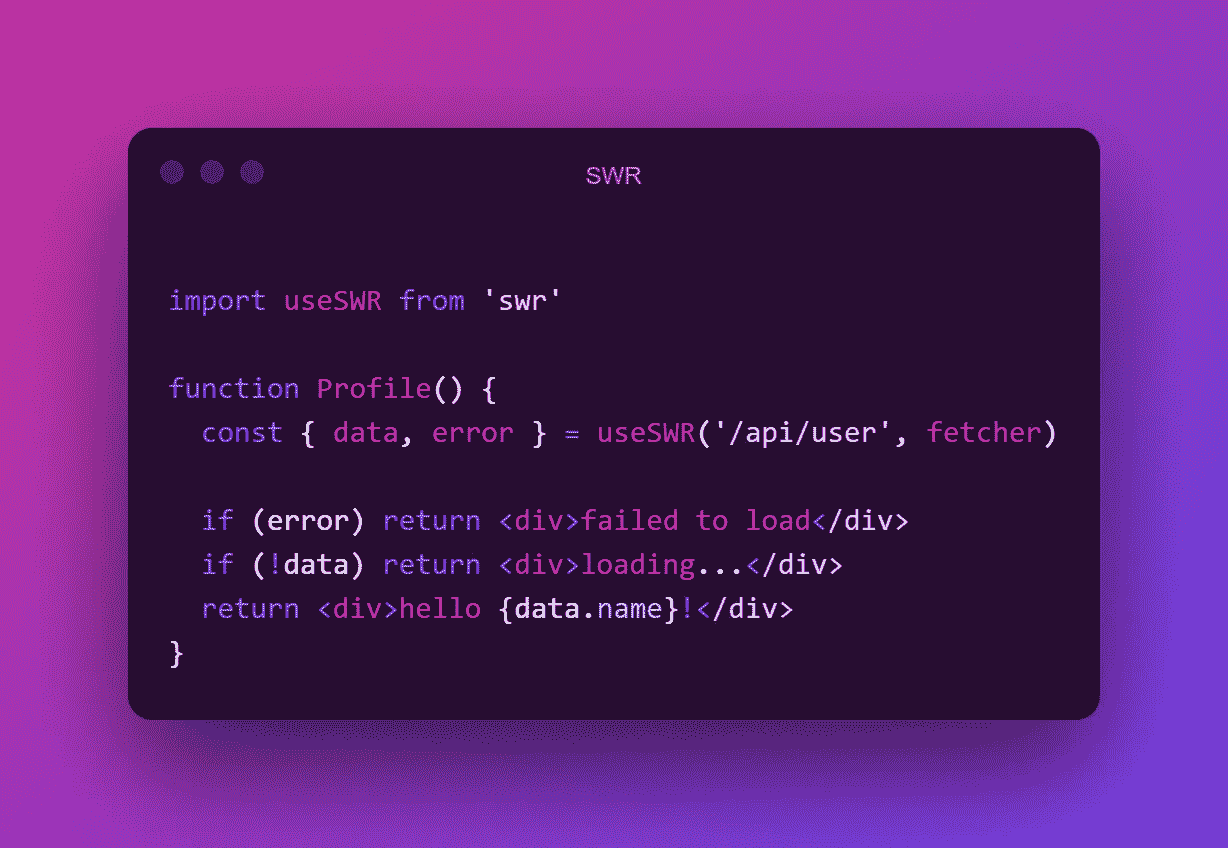 SWR
import useSWR from 'swr'
function Profile() {
  const { data, error } = useSWR('/api/user', fetcher)
  if (error) return <div>failed to load</div>
  if (!data) return <div>loading...</div>
  return <div>hello {data.name}!</div>
}